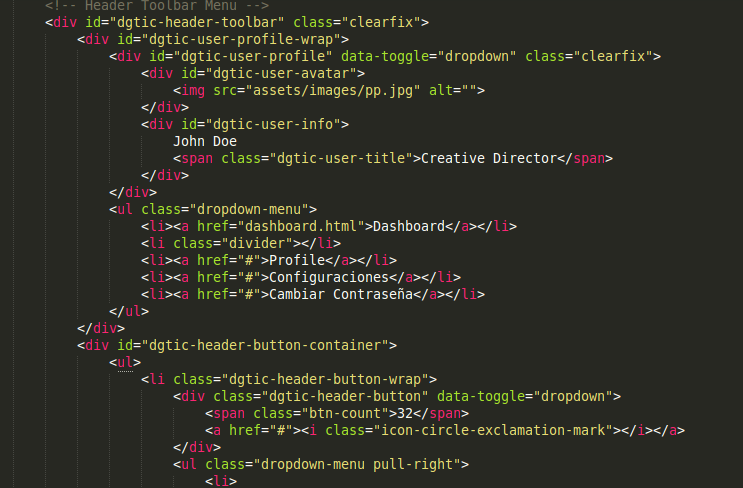 <!-- Header Toolbar Menu -->
<div id="dgtic-header-toolbar" class="clearfix">
<div id="dgtic-user-profile-wrap">
<div id="dgtic-user-profile" data-toggle="dropdown" class="clearfix">
<div id="dgtic-user-avatar">
<img src="assets/images/pp.jpg" alt="">
</div>
<div id="dgtic-user-info">
John Doe
<span class="dgtic-user-title">Creative Director</span>
</div>
</div>
<ul class="dropdown-menu">
<li><a href="dashboard.html">Dashboard</a></li>
<li class="divider"></li>
<li><a href="#">Profile</a></li>
<li><a href="#">Configuraciones</a></li>
<li><a href="#">Cambiar Contraseña</a></li>
</ul>
</div>
<div id="dgtic-header-button-container">
<ul>
<li class="dgtic-header-button-wrap">
<div class="dgtic-header-button" data-toggle="dropdown">
<span class="btn-count">32</span>
<a href="#"><i class="icon-circle-exclamation-mark"></i></a>
</div>
<ul class="dropdown-menu pull-right">
<li>